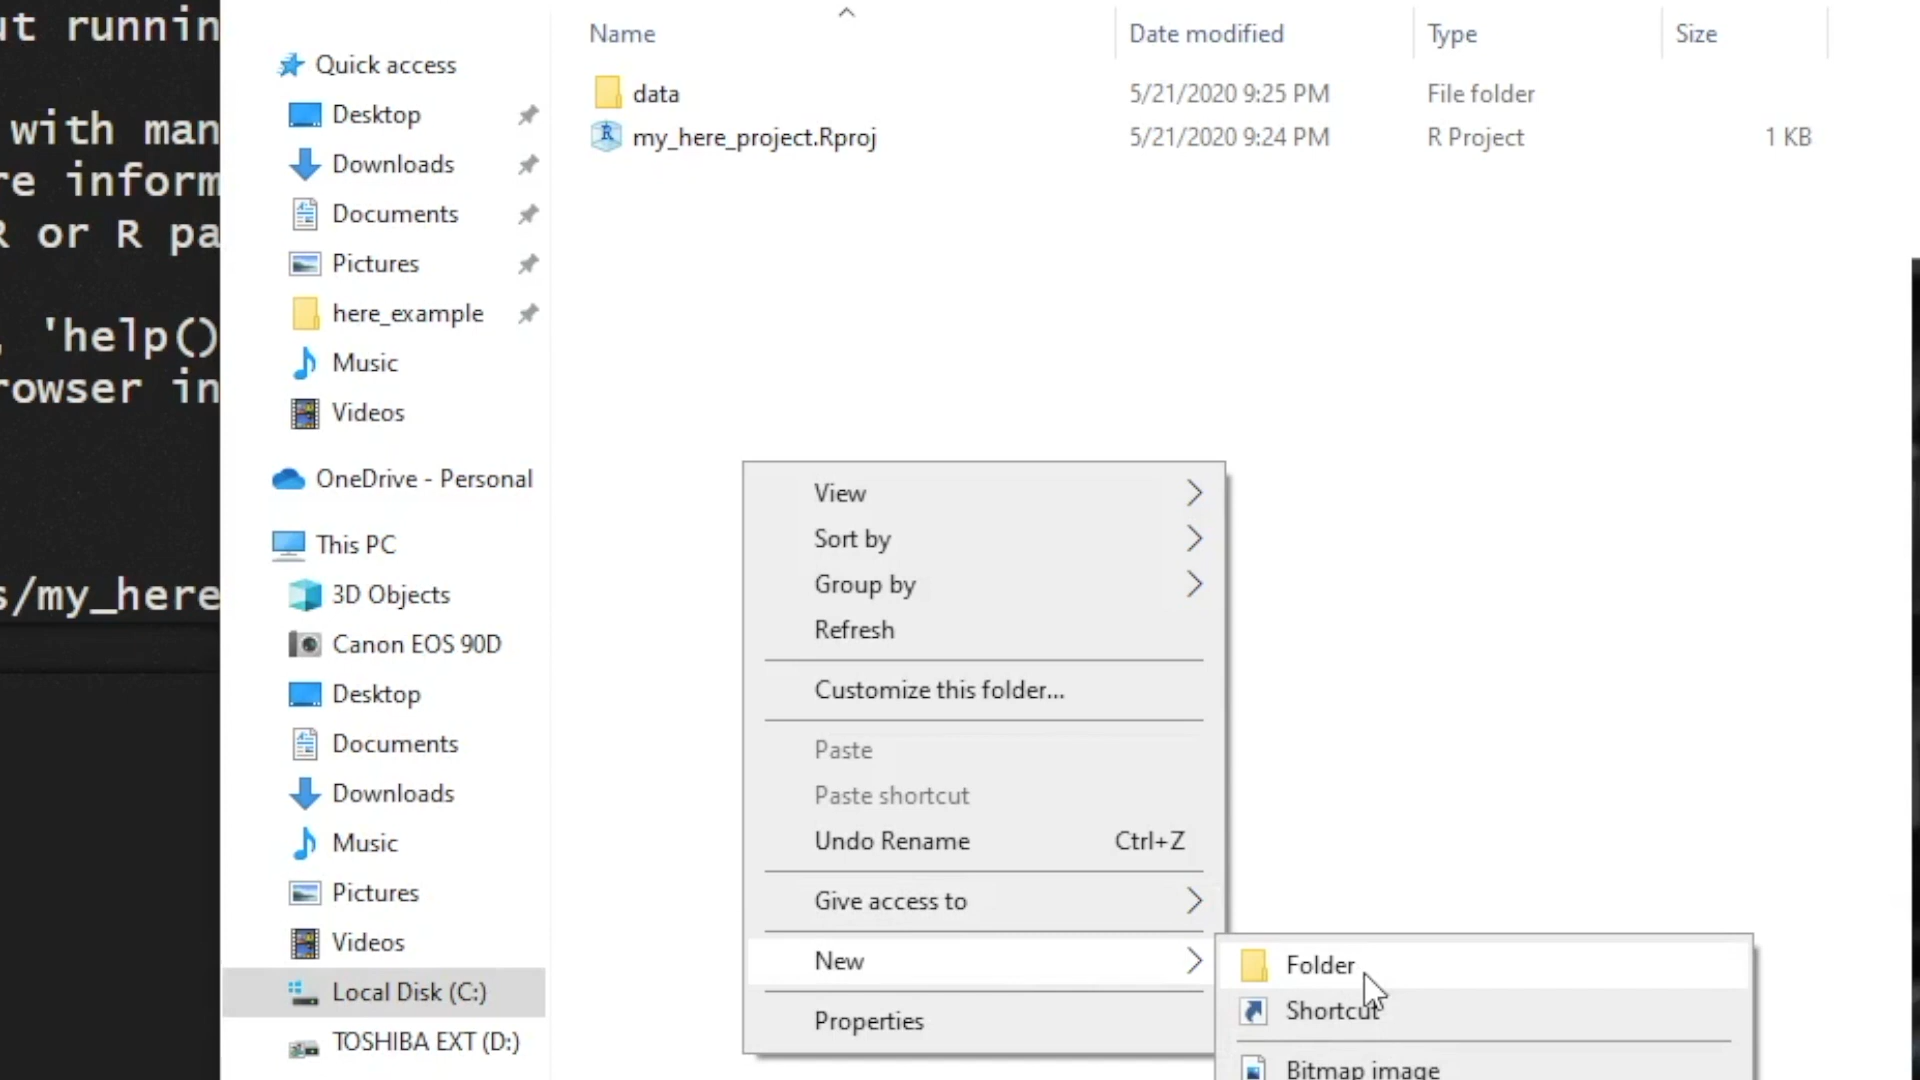 ut runnin
with man
re inform
R or R pa
'help()
rowser in
s/my_here
Quick access
Desktop
Downloads
Documents
Pictures
here_example
Music
Videos
OneDrive - Personal
This PC
3D Objects
Canon EOS 90D
Desktop
Documents
Downloads
Music
Pictures
Videos
Local Disk (C:)
TOSHIBA EXT (D:)
Name Date modified Type Size
data 5/21/2020 9:25 PM File folder
my_here_project.Rproj 5/21/2020 9:24 PM R Project 1 KB
View
Sort by
Group by
Refresh
Customize this folder...
Paste
Paste shortcut
Undo Rename Ctrl+Z
Give access to
New
Properties
Folder
Shortcut
Bitmap image